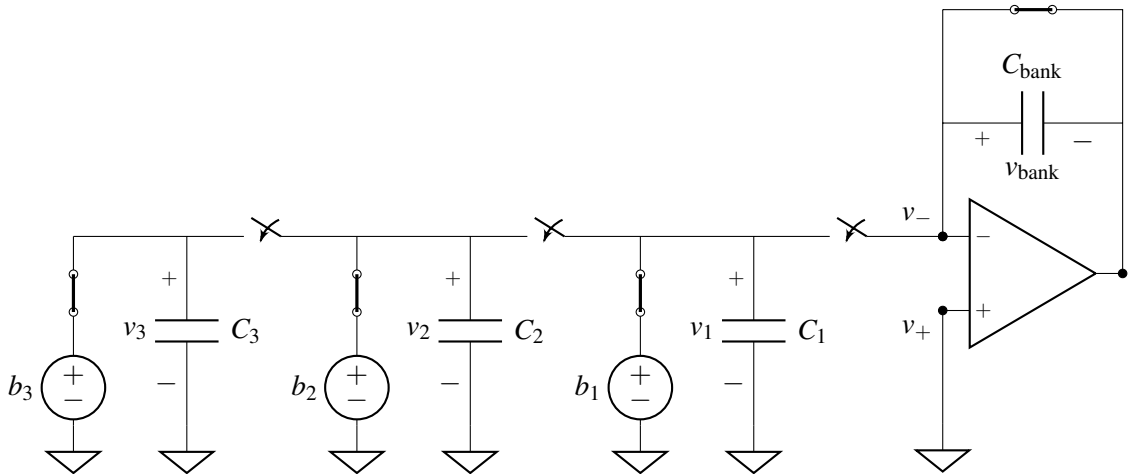 C_bank
+ −
v_bank
v_−
−
+
v_+
+ + +
v_3 C_3 v_2 C_2 v_1 C_1
− − −
b_3 + − b_2 + − b_1 + −